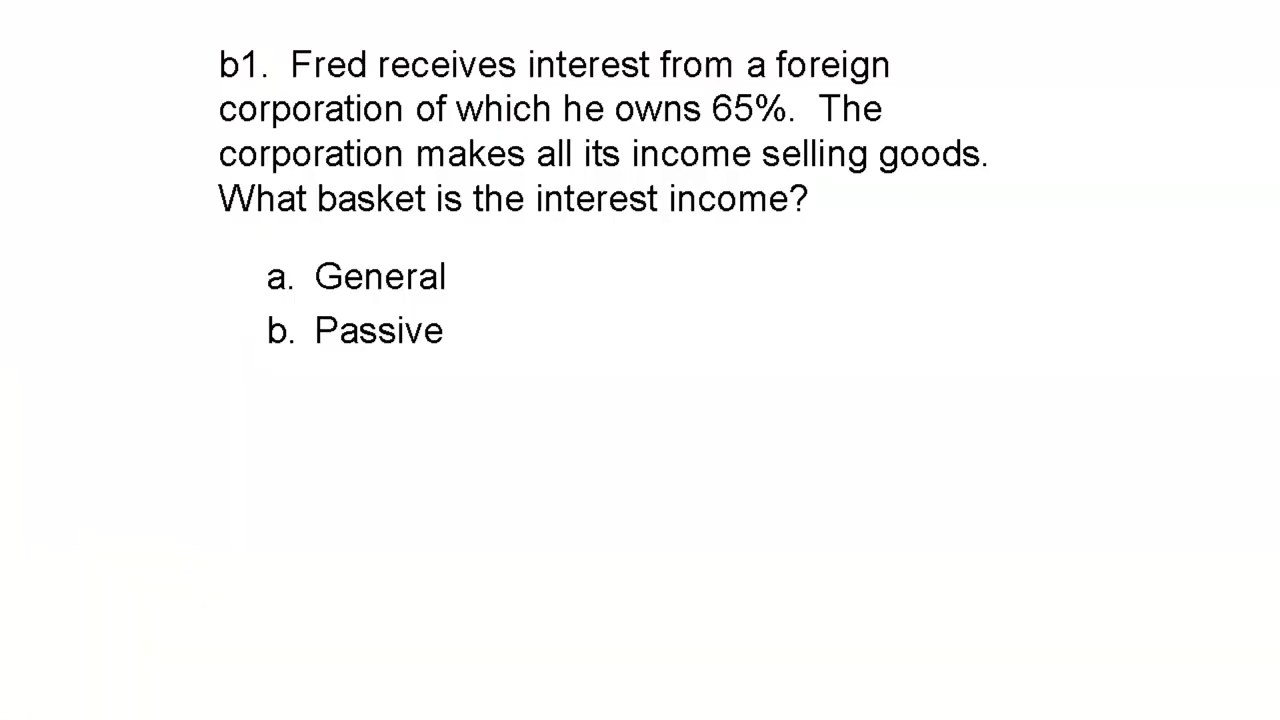 b1.  Fred receives interest from a foreign
corporation of which he owns 65%.  The
corporation makes all its income selling goods.
What basket is the interest income?
a.  General
b.  Passive